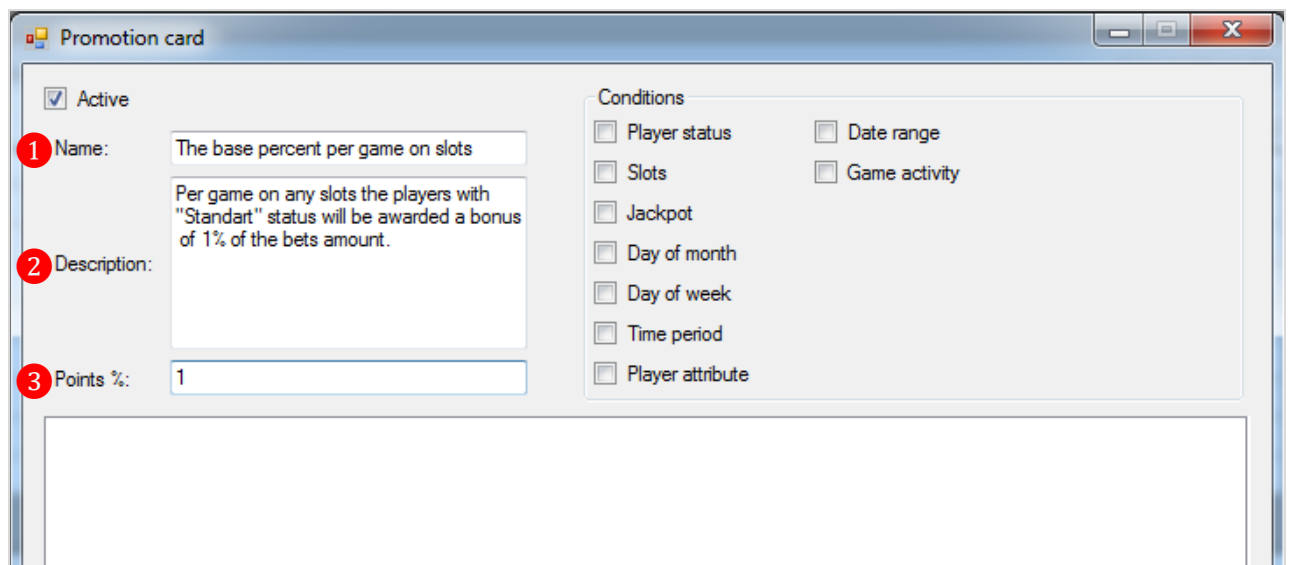 Promotion card
Active
1 Name: The base percent per game on slots
2 Description: Per game on any slots the players with
"Standart" status will be awarded a bonus
of 1% of the bets amount.
3 Points %: 1
Conditions
Player status
Slots
Jackpot
Day of month
Day of week
Time period
Player attribute
Date range
Game activity